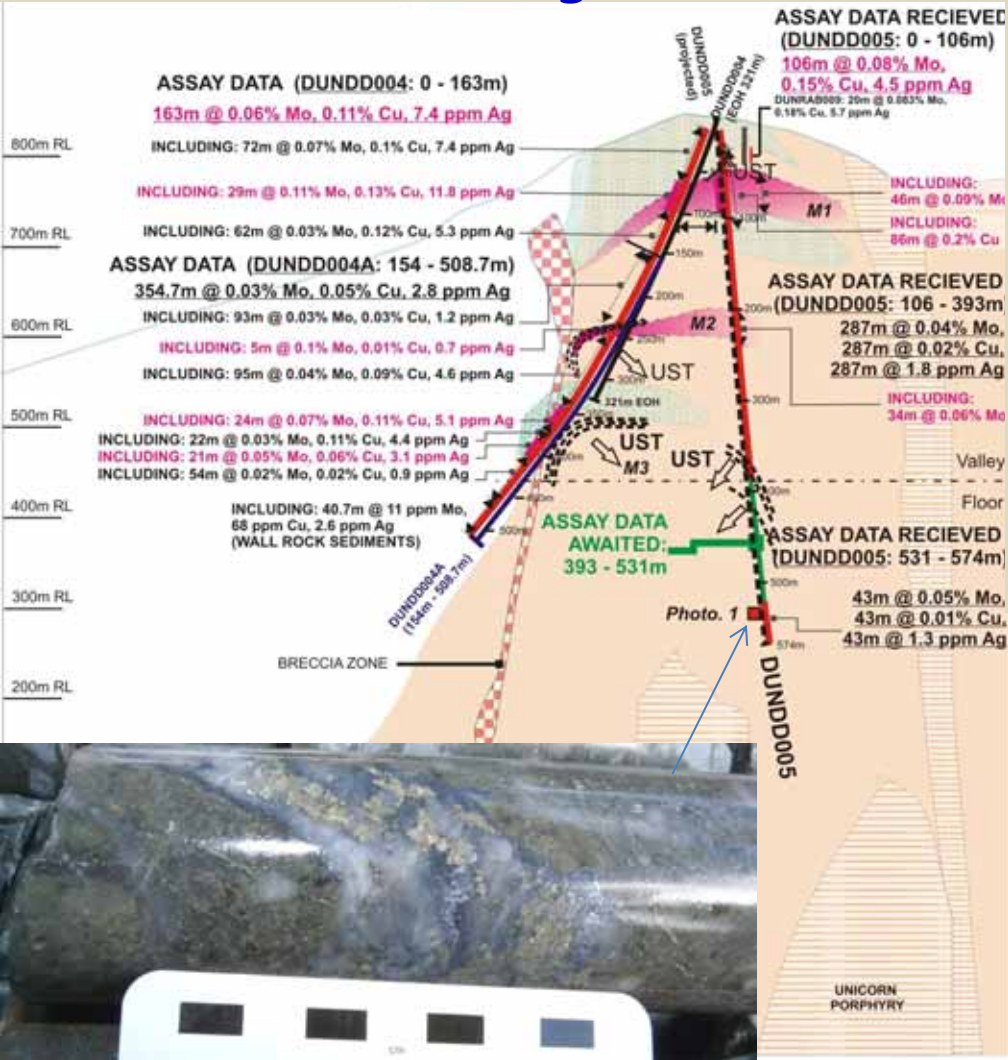 g
ASSAY DATA RECIEVED
(DUNDD005: 0 - 106m)
106m @ 0.08% Mo,
0.15% Cu, 4.5 ppm Ag
DUNRAB009: 20m @ 0.083% Mo,
0.18% Cu, 5.7 ppm Ag
DUNDD005
(projected)
DUNDD004
(EOH 321m)
ASSAY DATA (DUNDD004: 0 - 163m)
163m @ 0.06% Mo, 0.11% Cu, 7.4 ppm Ag
INCLUDING: 72m @ 0.07% Mo, 0.1% Cu, 7.4 ppm Ag
INCLUDING: 29m @ 0.11% Mo, 0.13% Cu, 11.8 ppm Ag
INCLUDING: 62m @ 0.03% Mo, 0.12% Cu, 5.3 ppm Ag
ASSAY DATA (DUNDD004A: 154 - 508.7m)
354.7m @ 0.03% Mo, 0.05% Cu, 2.8 ppm Ag
INCLUDING: 93m @ 0.03% Mo, 0.03% Cu, 1.2 ppm Ag
INCLUDING: 5m @ 0.1% Mo, 0.01% Cu, 0.7 ppm Ag
INCLUDING: 95m @ 0.04% Mo, 0.09% Cu, 4.6 ppm Ag
INCLUDING: 24m @ 0.07% Mo, 0.11% Cu, 5.1 ppm Ag
INCLUDING: 22m @ 0.03% Mo, 0.11% Cu, 4.4 ppm Ag
INCLUDING: 21m @ 0.05% Mo, 0.06% Cu, 3.1 ppm Ag
INCLUDING: 54m @ 0.02% Mo, 0.02% Cu, 0.9 ppm Ag
INCLUDING: 40.7m @ 11 ppm Mo,
68 ppm Cu, 2.6 ppm Ag
(WALL ROCK SEDIMENTS)
DUNDD004A
(154m - 508.7m)
BRECCIA ZONE
800m RL
700m RL
600m RL
500m RL
400m RL
300m RL
200m RL
UST
M1
100m
100m
150m
200m
200m
M2
250m
UST
300m
300m
321m EOH
UST
M3
UST
500m
500m
574m
INCLUDING:
46m @ 0.09% Mo
INCLUDING:
86m @ 0.2% Cu
ASSAY DATA RECIEVED
(DUNDD005: 106 - 393m)
287m @ 0.04% Mo,
287m @ 0.02% Cu,
287m @ 1.8 ppm Ag
INCLUDING:
34m @ 0.06% Mo
Valley
Floor
ASSAY DATA
AWAITED:
393 - 531m
ASSAY DATA RECIEVED
(DUNDD005: 531 - 574m)
43m @ 0.05% Mo,
43m @ 0.01% Cu,
43m @ 1.3 ppm Ag
Photo. 1
DUNDD005
UNICORN
PORPHYRY